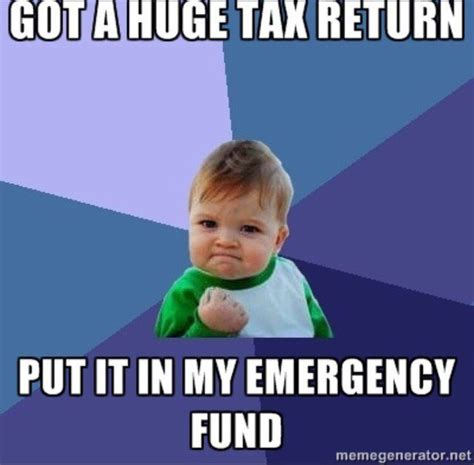 GOT A HUGE TAX RETURN
PUT IT IN MY EMERGENCY
FUND
memegenerator.net